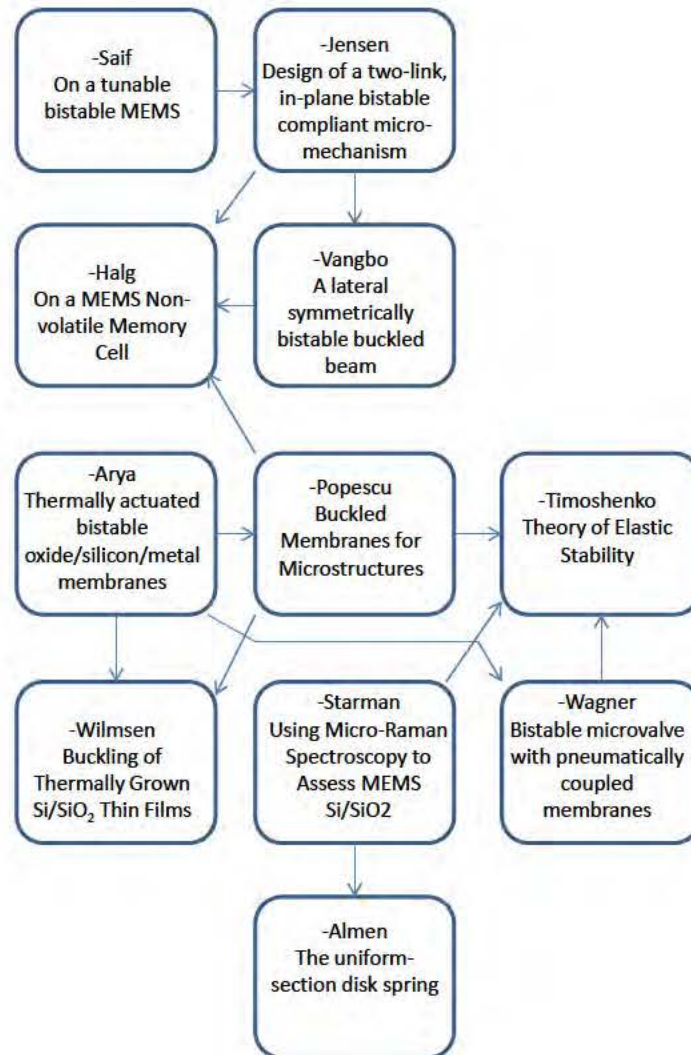 -Saif
On a tunable
bistable MEMS
-Jensen
Design of a two-link,
in-plane bistable
compliant micro-
mechanism
-Halg
On a MEMS Non-
volatile Memory
Cell
-Vangbo
A lateral
symmetrically
bistable buckled
beam
-Arya
Thermally actuated
bistable
oxide/silicon/metal
membranes
-Popescu
Buckled
Membranes for
Microstructures
-Timoshenko
Theory of Elastic
Stability
-Wilmsen
Buckling of
Thermally Grown
Si/SiO₂ Thin Films
-Starman
Using Micro-Raman
Spectroscopy to
Assess MEMS
Si/SiO2
-Wagner
Bistable microvalve
with pneumatically
coupled
membranes
-Almen
The uniform-
section disk spring